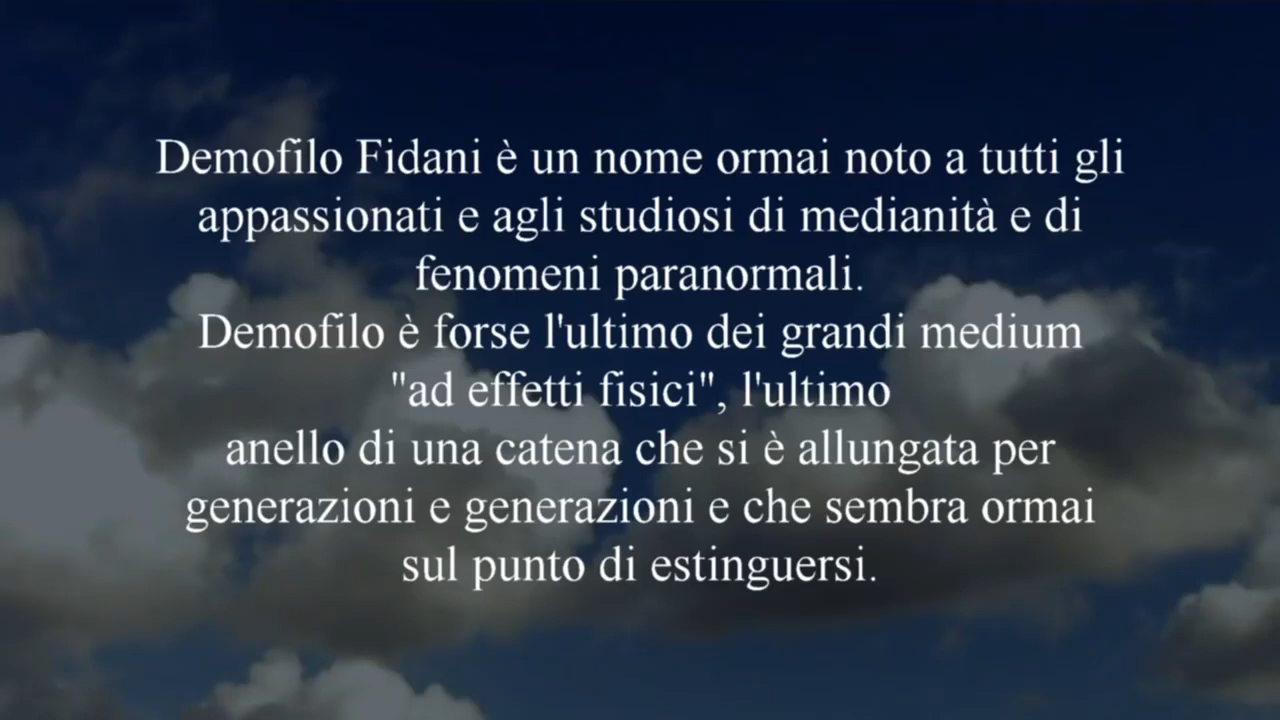 Demofilo Fidani è un nome ormai noto a tutti gli
appassionati e agli studiosi di medianità e di
fenomeni paranormali.
Demofilo è forse l'ultimo dei grandi medium
"ad effetti fisici", l'ultimo
anello di una catena che si è allungata per
generazioni e generazioni e che sembra ormai
sul punto di estinguersi.